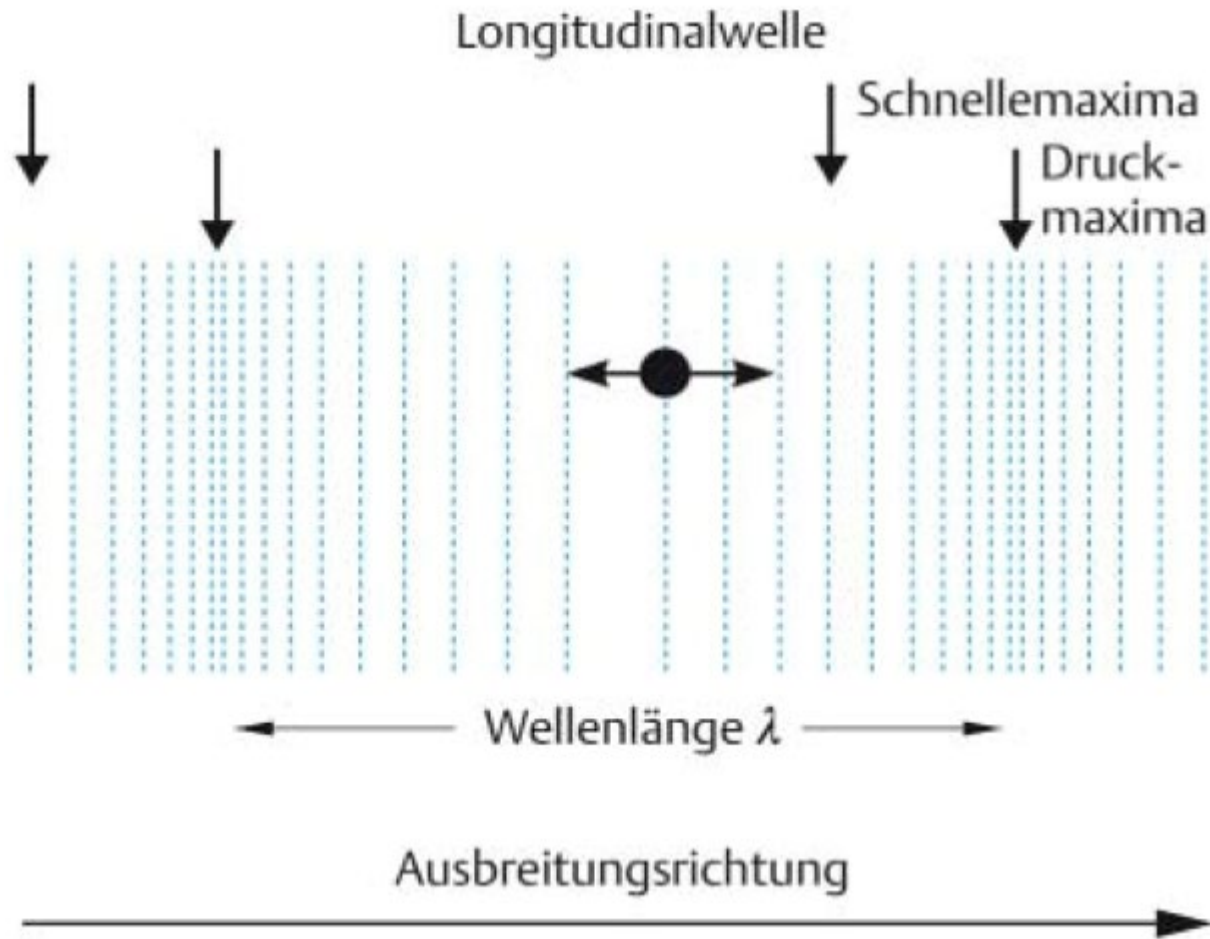 Longitudinalwelle
Schnellemaxima
Druck-
maxima
Wellenlänge λ
Ausbreitungsrichtung